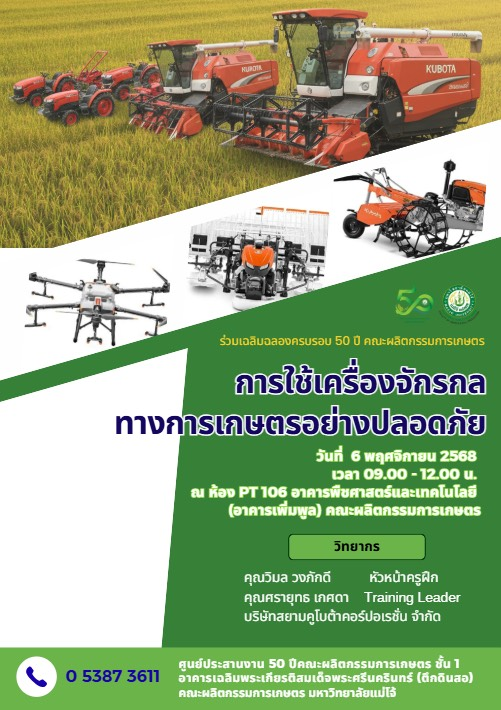 KUBOTA
KUBOTA
Kubota
50
ร่วมเฉลิมฉลองครบรอบ 50 ปี คณะผลิตกรรมการเกษตร
การใช้เครื่องจักรกล
ทางการเกษตรอย่างปลอดภัย
วันที่ 6 พฤศจิกายน 2568
เวลา 09.00 - 12.00 น.
ณ ห้อง PT 106 อาคารพืชศาสตร์และเทคโนโลยี
(อาคารเพิ่มพูล) คณะผลิตกรรมการเกษตร
วิทยากร
คุณวิมล วงภักดี หัวหน้าครูฝึก
คุณศรายุทธ เภศดา Training Leader
บริษัทสยามคูโบต้าคอร์ปอเรชั่น จำกัด
0 5387 3611
ศูนย์ประสานงาน 50 ปีคณะผลิตกรรมการเกษตร ชั้น 1
อาคารเฉลิมพระเกียรติสมเด็จพระศรีนครินทร์ (ตึกดินสอ)
คณะผลิตกรรมการเกษตร มหาวิทยาลัยแม่โจ้